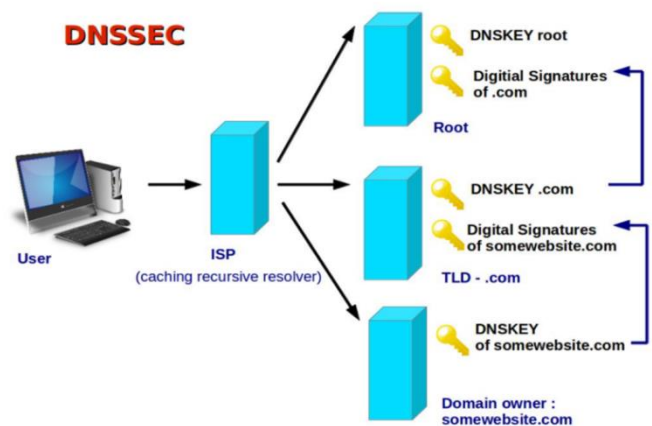 DNSSEC
DNSKEY root
Digitial Signatures
of .com
Root
DNSKEY .com
Digital Signatures
of somewebsite.com
TLD - .com
User
ISP
(caching recursive resolver)
DNSKEY
of somewebsite.com
Domain owner :
somewebsite.com